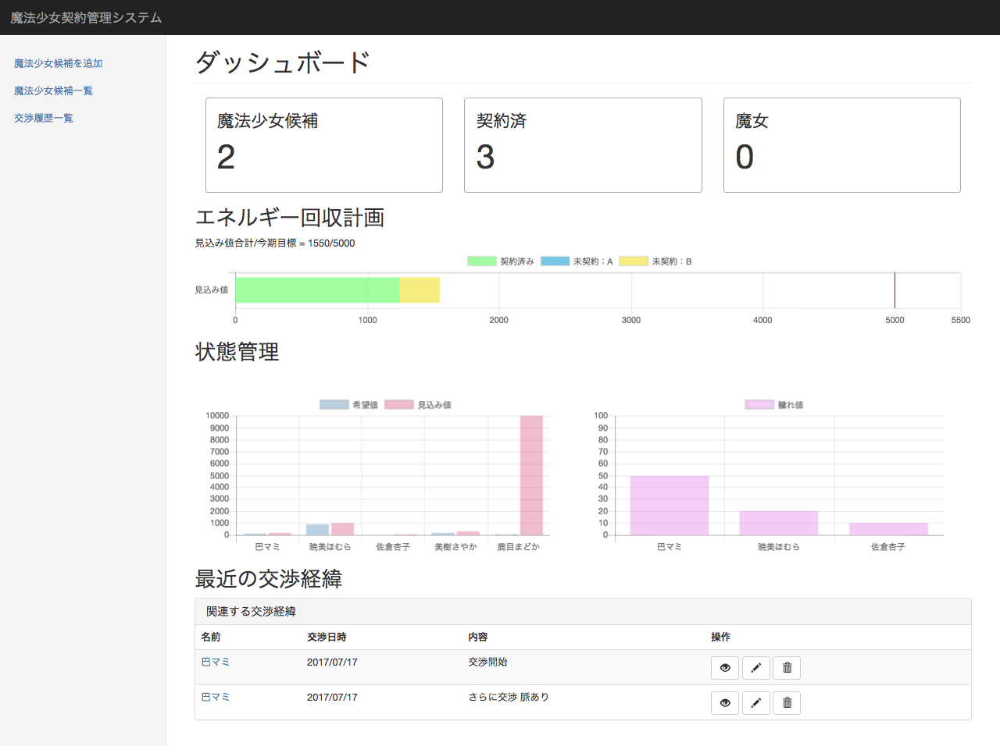 魔法少女契約管理システム
魔法少女候補を追加
魔法少女候補一覧
交渉履歴一覧
ダッシュボード
魔法少女候補
2
契約済
3
魔女
0
エネルギー回収計画
見込み値合計/今期目標 = 1550/5000
契約済み 未契約：A 未契約：B
見込み値
0 1000 2000 3000 4000 5000 5500
状態管理
希望値 見込み値
10000
9000
8000
7000
6000
5000
4000
3000
2000
1000
0
巴マミ 暁美ほむら 佐倉杏子 美樹さやか 鹿目まどか
穢れ値
100
90
80
70
60
50
40
30
20
10
0
巴マミ 暁美ほむら 佐倉杏子
最近の交渉経緯
関連する交渉経緯
名前 交渉日時 内容 操作
巴マミ 2017/07/17 交渉開始
巴マミ 2017/07/17 さらに交渉 脈あり